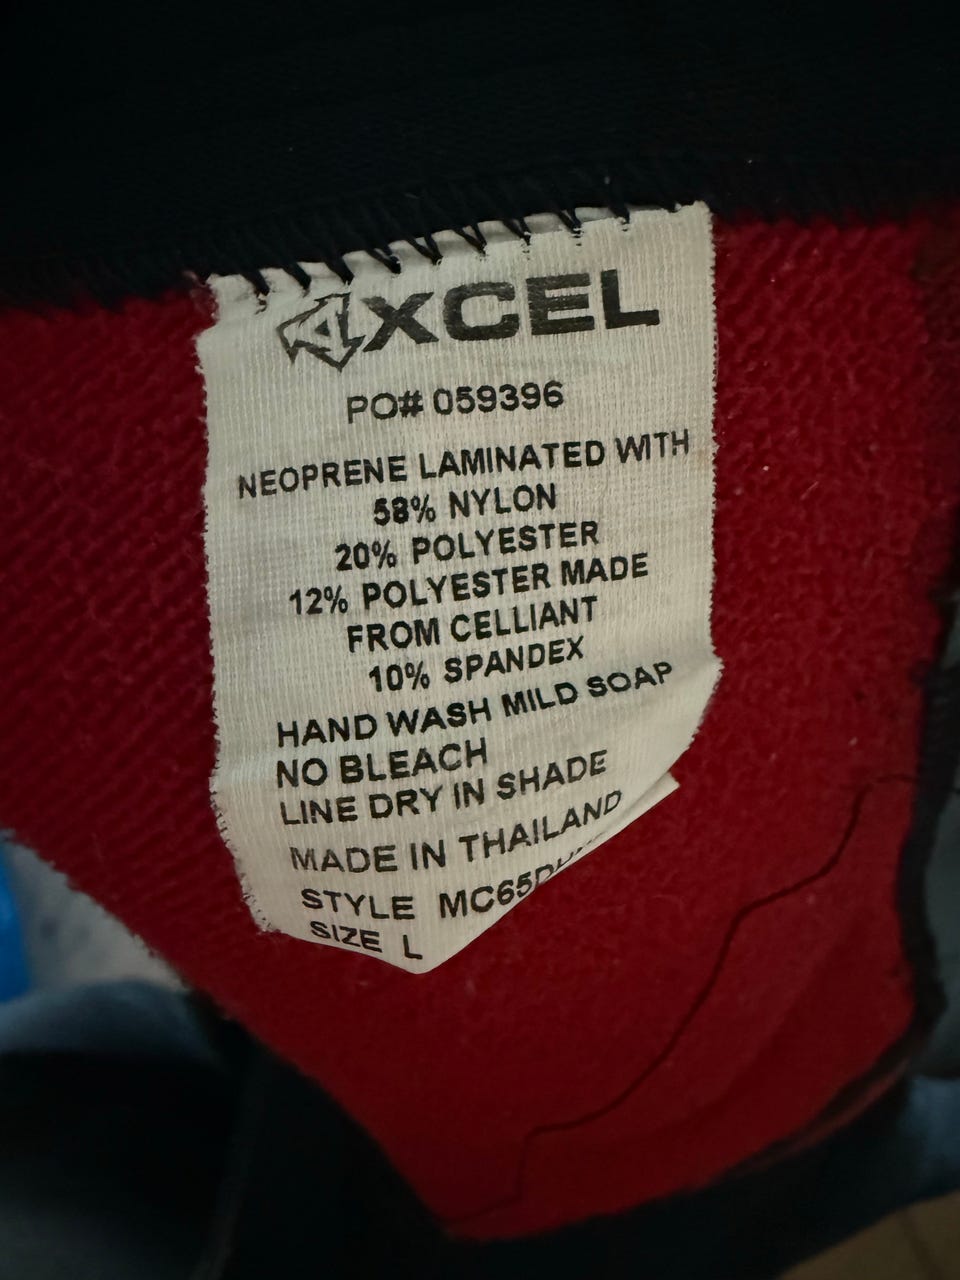 XCEL
PO# 059396
NEOPRENE LAMINATED WITH
58% NYLON
20% POLYESTER
12% POLYESTER MADE
FROM CELLIANT
10% SPANDEX
HAND WASH MILD SOAP
NO BLEACH
LINE DRY IN SHADE
MADE IN THAILAND
STYLE
SIZE L